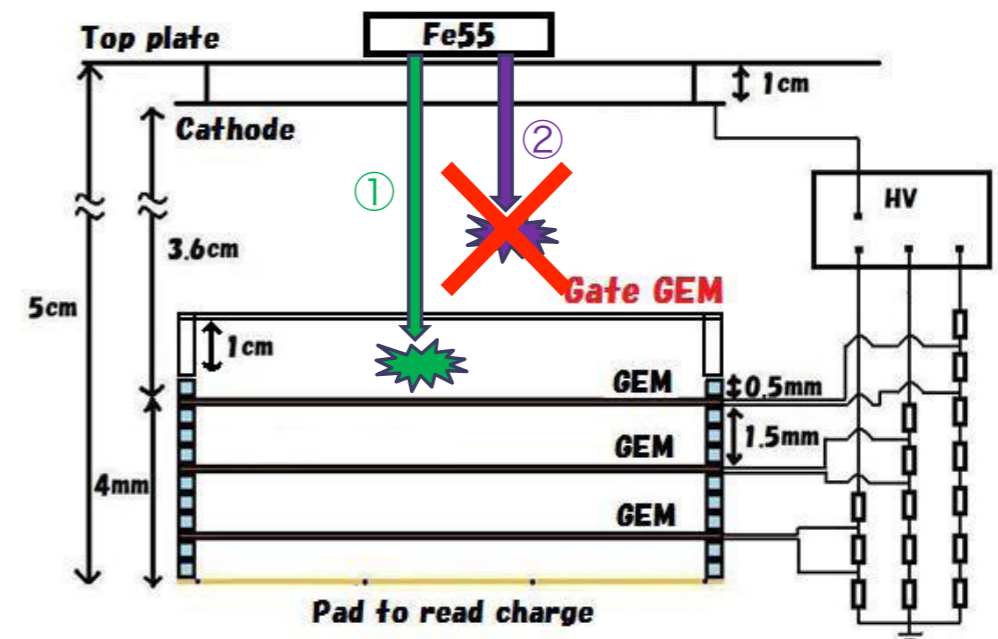 Fe55
Top plate
1cm
Cathode
②
①
HV
3.6cm
Gate GEM
5cm
1cm
GEM
0.5mm
1.5mm
GEM
4mm
GEM
Pad to read charge